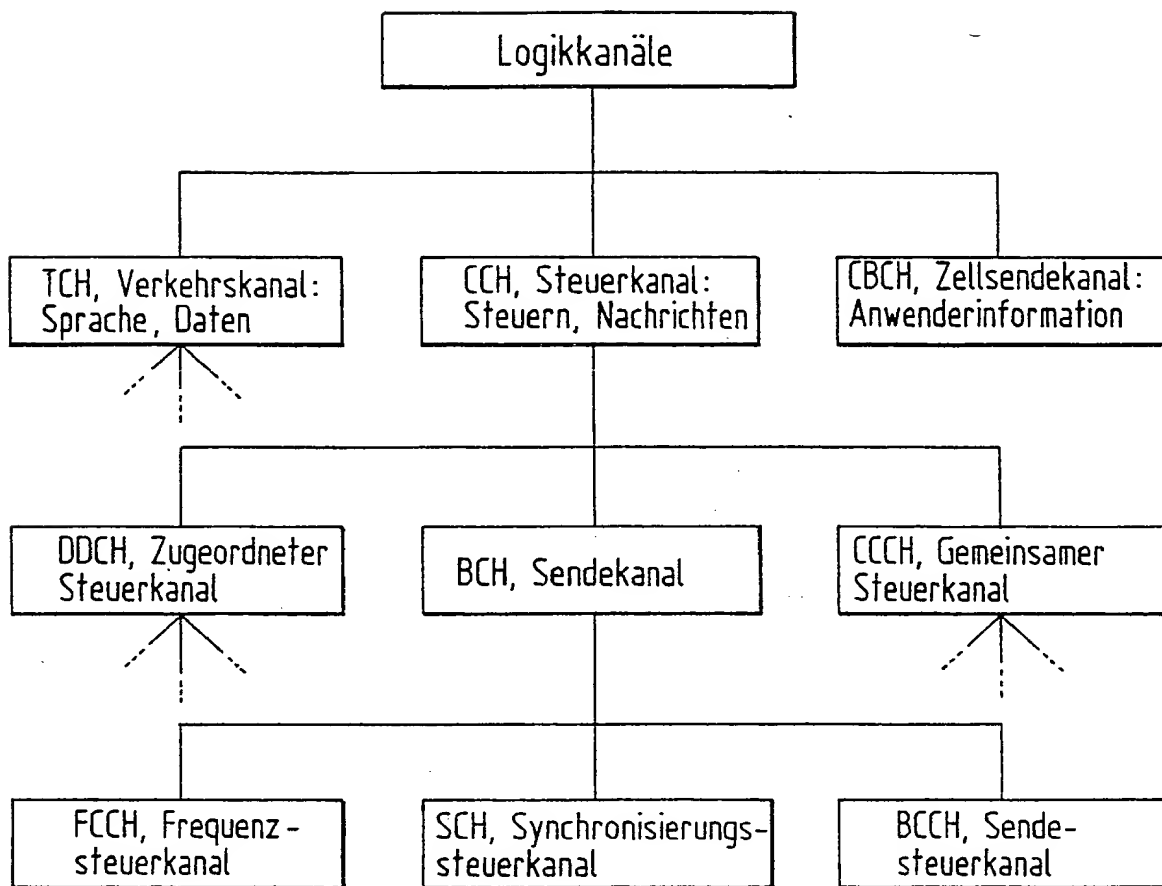 Logikkanäle
TCH, Verkehrskanal:
Sprache, Daten
CCH, Steuerkanal:
Steuern, Nachrichten
CBCH, Zellsendekanal:
Anwenderinformation
DDCH, Zugeordneter
Steuerkanal
BCH, Sendekanal
CCCH, Gemeinsamer
Steuerkanal
FCCH, Frequenz-
steuerkanal
SCH, Synchronisierungs-
steuerkanal
BCCH, Sende-
steuerkanal